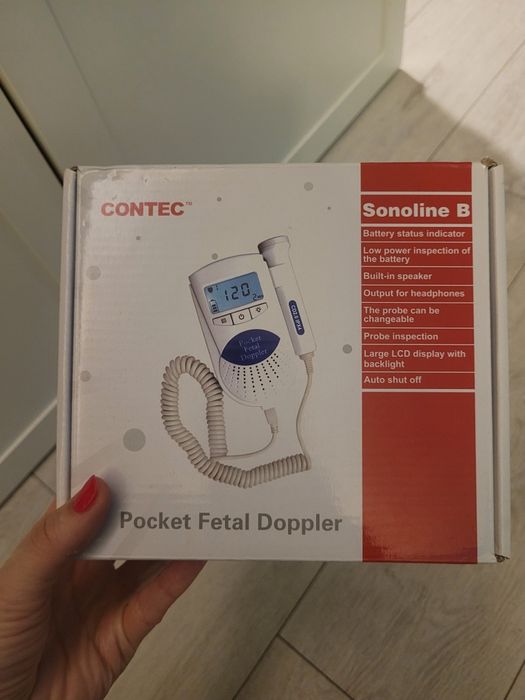 CONTEC™
Sonoline B
Battery status indicator
Low power inspection of
the battery
Built-in speaker
Output for headphones
The probe can be
changeable
Probe inspection
Large LCD display with
backlight
Auto shut off
120
Pocket
Fetal
Doppler
Pocket Fetal Doppler